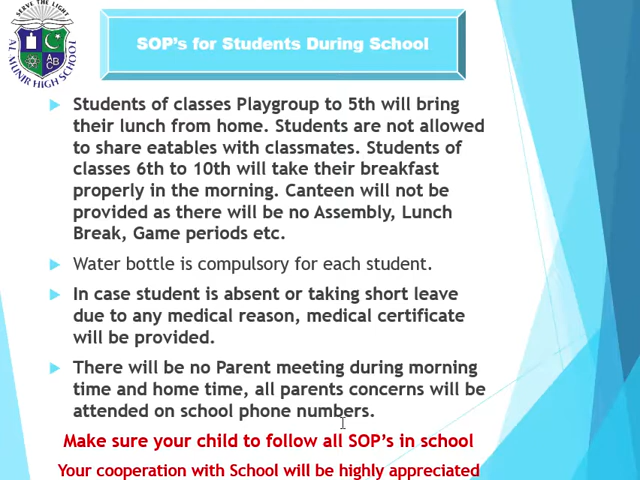 SERVE THE LIGHT
AL MUNIR HIGH SCHOOL
SOP's for Students During School
Students of classes Playgroup to 5th will bring
their lunch from home. Students are not allowed
to share eatables with classmates. Students of
classes 6th to 10th will take their breakfast
properly in the morning. Canteen will not be
provided as there will be no Assembly, Lunch
Break, Game periods etc.
Water bottle is compulsory for each student.
In case student is absent or taking short leave
due to any medical reason, medical certificate
will be provided.
There will be no Parent meeting during morning
time and home time, all parents concerns will be
attended on school phone numbers.
Make sure your child to follow all SOP's in school
Your cooperation with School will be highly appreciated